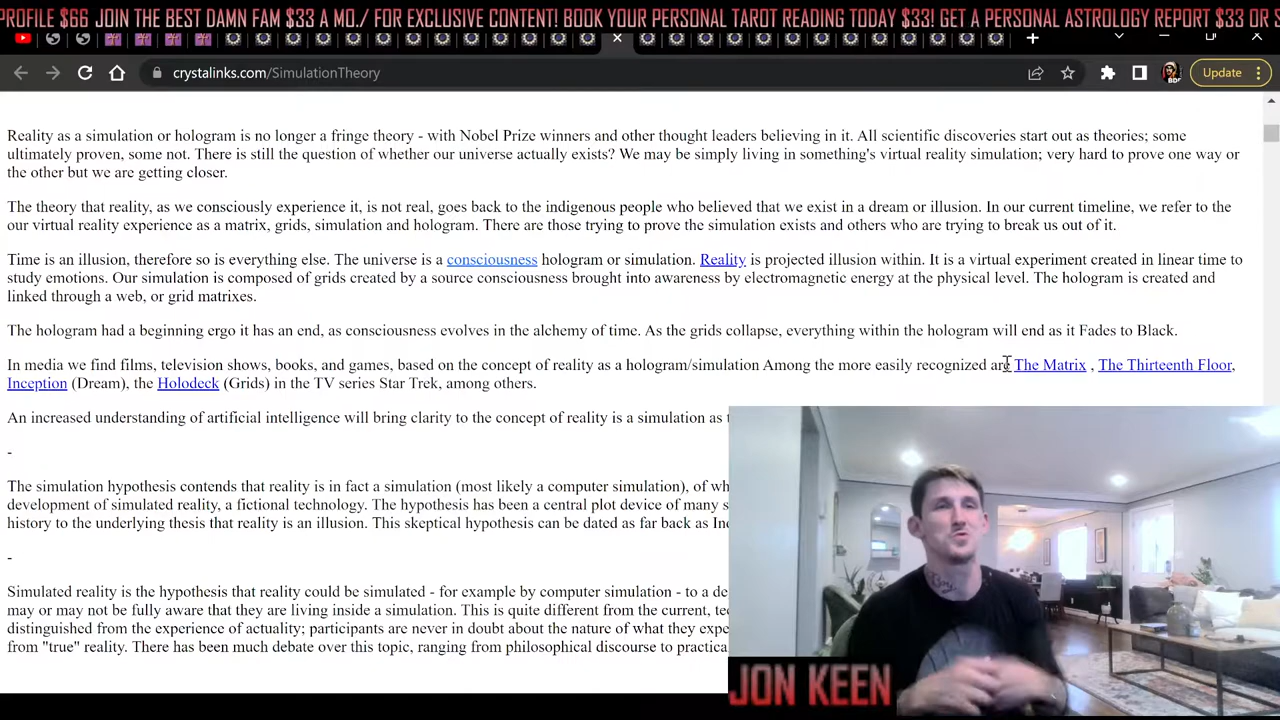 PROFILE $66 JOIN THE BEST DAMN FAM $33 A MO./ FOR EXCLUSIVE CONTENT! BOOK YOUR PERSONAL TAROT READING TODAY $33! GET A PERSONAL ASTROLOGY REPORT $33 OR
crystalinks.com/SimulationTheory
Update
Reality as a simulation or hologram is no longer a fringe theory - with Nobel Prize winners and other thought leaders believing in it. All scientific discoveries start out as theories; some
ultimately proven, some not. There is still the question of whether our universe actually exists? We may be simply living in something's virtual reality simulation; very hard to prove one way or
the other but we are getting closer.
The theory that reality, as we consciously experience it, is not real, goes back to the indigenous people who believed that we exist in a dream or illusion. In our current timeline, we refer to the
our virtual reality experience as a matrix, grids, simulation and hologram. There are those trying to prove the simulation exists and others who are trying to break us out of it.
Time is an illusion, therefore so is everything else. The universe is a consciousness hologram or simulation. Reality is projected illusion within. It is a virtual experiment created in linear time to
study emotions. Our simulation is composed of grids created by a source consciousness brought into awareness by electromagnetic energy at the physical level. The hologram is created and
linked through a web, or grid matrixes.
The hologram had a beginning ergo it has an end, as consciousness evolves in the alchemy of time. As the grids collapse, everything within the hologram will end as it Fades to Black.
In media we find films, television shows, books, and games, based on the concept of reality as a hologram/simulation Among the more easily recognized are The Matrix , The Thirteenth Floor,
Inception (Dream), the Holodeck (Grids) in the TV series Star Trek, among others.
An increased understanding of artificial intelligence will bring clarity to the concept of reality is a simulation as
-
The simulation hypothesis contends that reality is in fact a simulation (most likely a computer simulation), of
development of simulated reality, a fictional technology. The hypothesis has been a central plot device of many
history to the underlying thesis that reality is an illusion. This skeptical hypothesis can be dated as far back as
-
Simulated reality is the hypothesis that reality could be simulated - for example by computer simulation - to a
may or may not be fully aware that they are living inside a simulation. This is quite different from the current,
distinguished from the experience of actuality; participants are never in doubt about the nature of what they
from "true" reality. There has been much debate over this topic, ranging from philosophical discourse to
JON KEEN